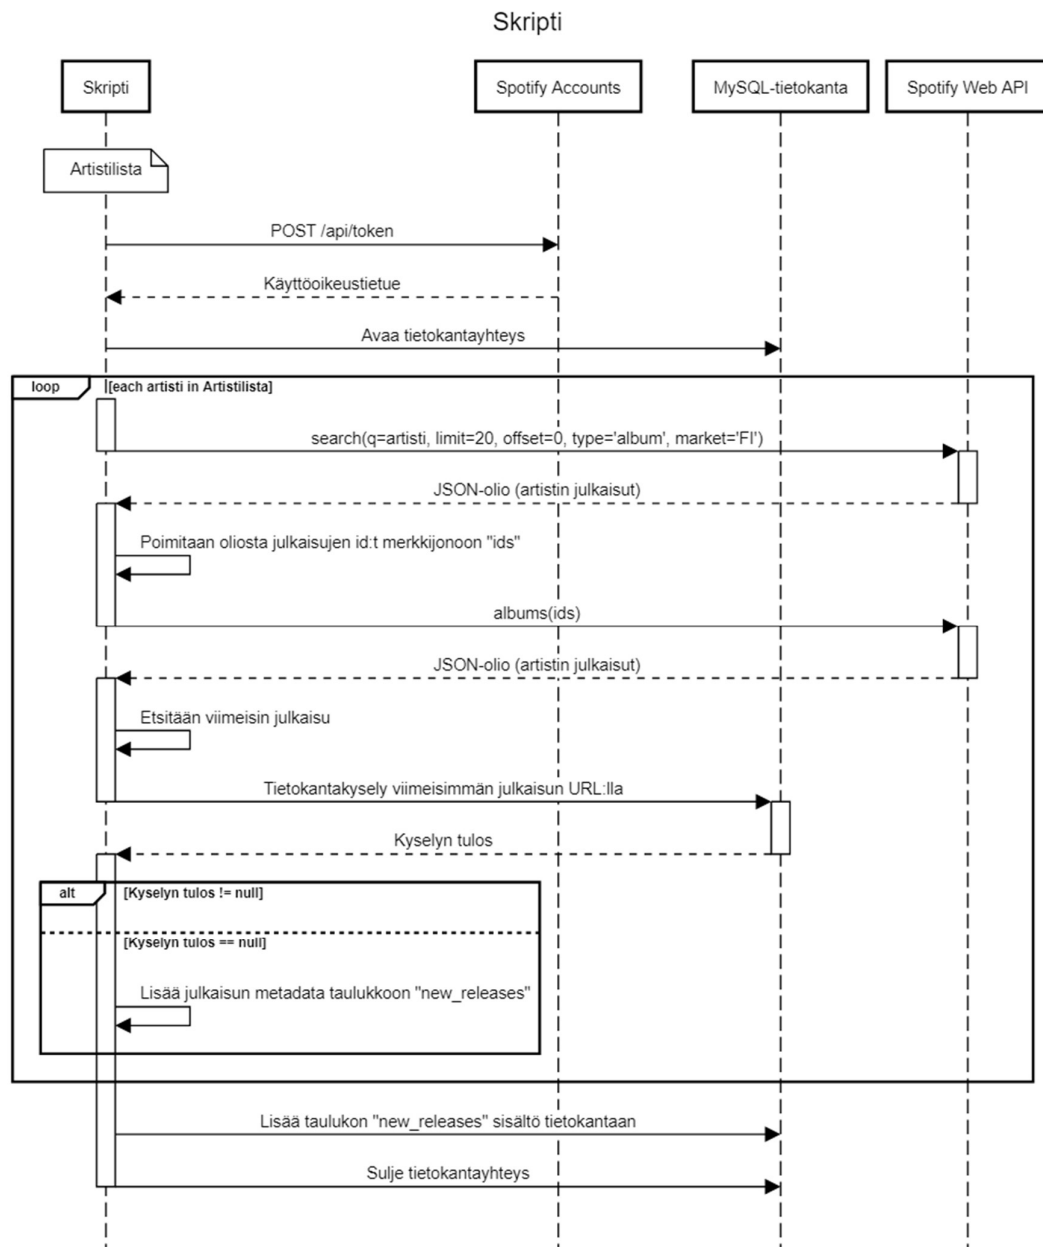 Skripti
Skripti
Spotify Accounts
MySQL-tietokanta
Spotify Web API
Artistilista
POST /api/token
Käyttöoikeustietue
Avaa tietokantayhteys
loop
[each artisti in Artistilista]
search(q=artisti, limit=20, offset=0, type='album', market='FI')
JSON-olio (artistin julkaisut)
Poimitaan oliosta julkaisujen id:t merkkijonoon "ids"
albums(ids)
JSON-olio (artistin julkaisut)
Etsitään viimeisin julkaisu
Tietokantakysely viimeisimmän julkaisun URL:lla
Kyselyn tulos
alt
[Kyselyn tulos != null]
[Kyselyn tulos == null]
Lisää julkaisun metadata taulukkoon "new_releases"
Lisää taulukon "new_releases" sisältö tietokantaan
Sulje tietokantayhteys